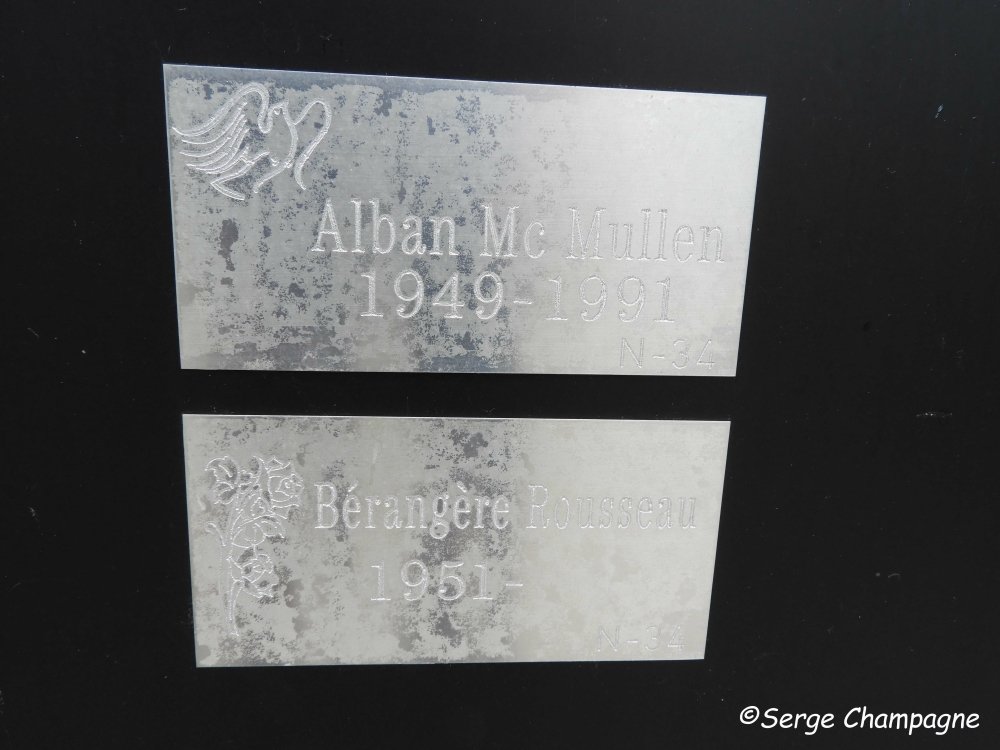 Alban Mc Mullen
1949-1991
N-34
Bérangère Rousseau
1951-
N-34
©Serge Champagne